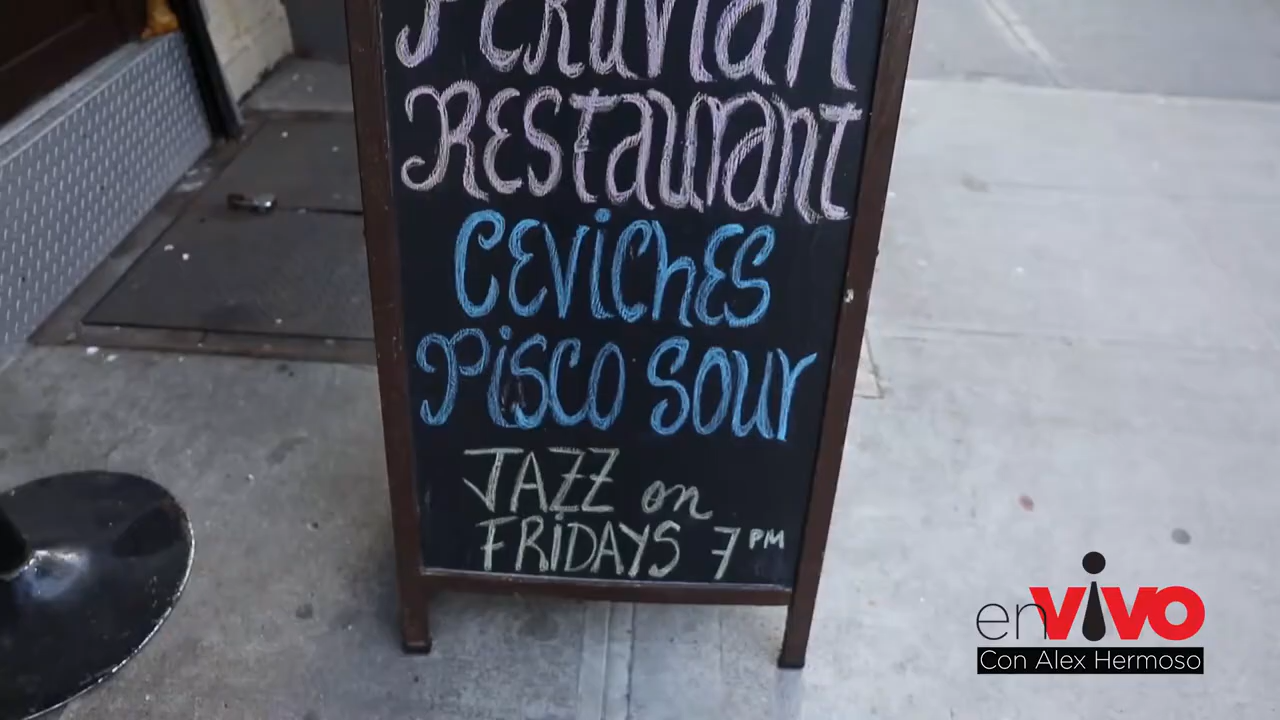 PERUVIAN
RESTAURANT
CEVICHES
PISCO SOUR
JAZZ on
FRIDAYS 7PM
enVIVO
Con Alex Hermoso